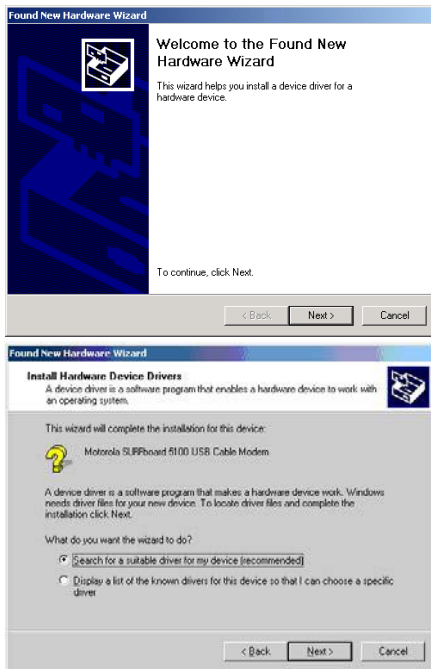 Found New Hardware Wizard
Welcome to the Found New
Hardware Wizard
This wizard helps you install a device driver for a
hardware device.
To continue, click Next.
< Back
Next >
Cancel
Found New Hardware Wizard
Install Hardware Device Drivers
A device driver is a software program that enables a hardware device to work with
an operating system.
This wizard will complete the installation for this device:
Motorola SURFboard 5100 USB Cable Modem
A device driver is a software program that makes a hardware device work. Windows
needs driver files for your new device. To locate driver files and complete the
installation click Next.
What do you want the wizard to do?
Search for a suitable driver for my device (recommended)
Display a list of the known drivers for this device so that I can choose a specific
driver
< Back
Next >
Cancel